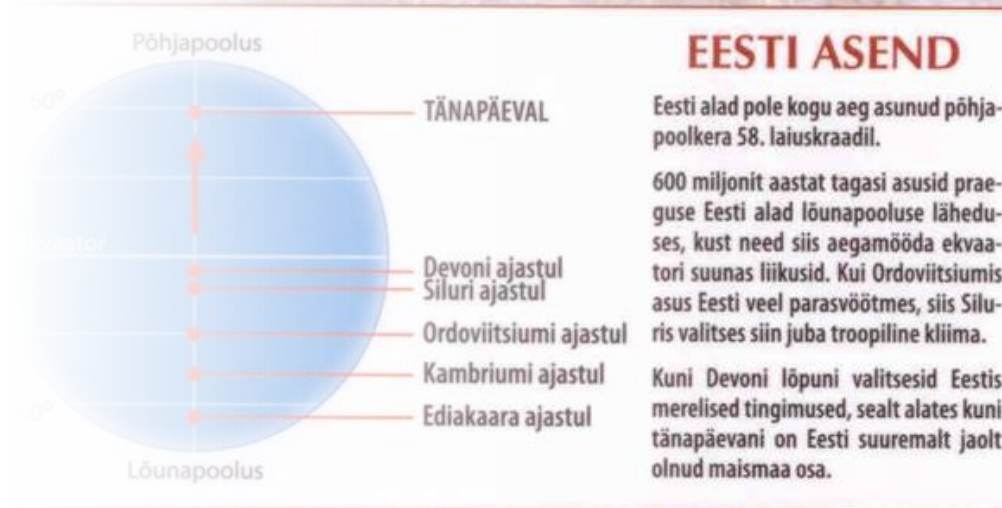 Põhjapoolus
60°
TÄNAPÄEVAL
Devoni ajastul
Siluri ajastul
Ordoviitsiumi ajastul
Kambriumi ajastul
Ediakaara ajastul
Lõunapoolus
EESTI ASEND
Eesti alad pole kogu aeg asunud põhja-
poolkera 58. laiuskraadil.
600 miljonit aastat tagasi asusid prae-
guse Eesti alad lõunapooluse lähedu-
ses, kust need siis aegamööda ekvaa-
tori suunas liikusid. Kui Ordoviitsiumis
asus Eesti veel parasvöötmes, siis Silu-
ris valitses siin juba troopiline kliima.
Kuni Devoni lõpuni valitsesid Eestis
merelised tingimused, sealt alates kuni
tänapäevani on Eesti suuremalt jaolt
olnud maismaa osa.